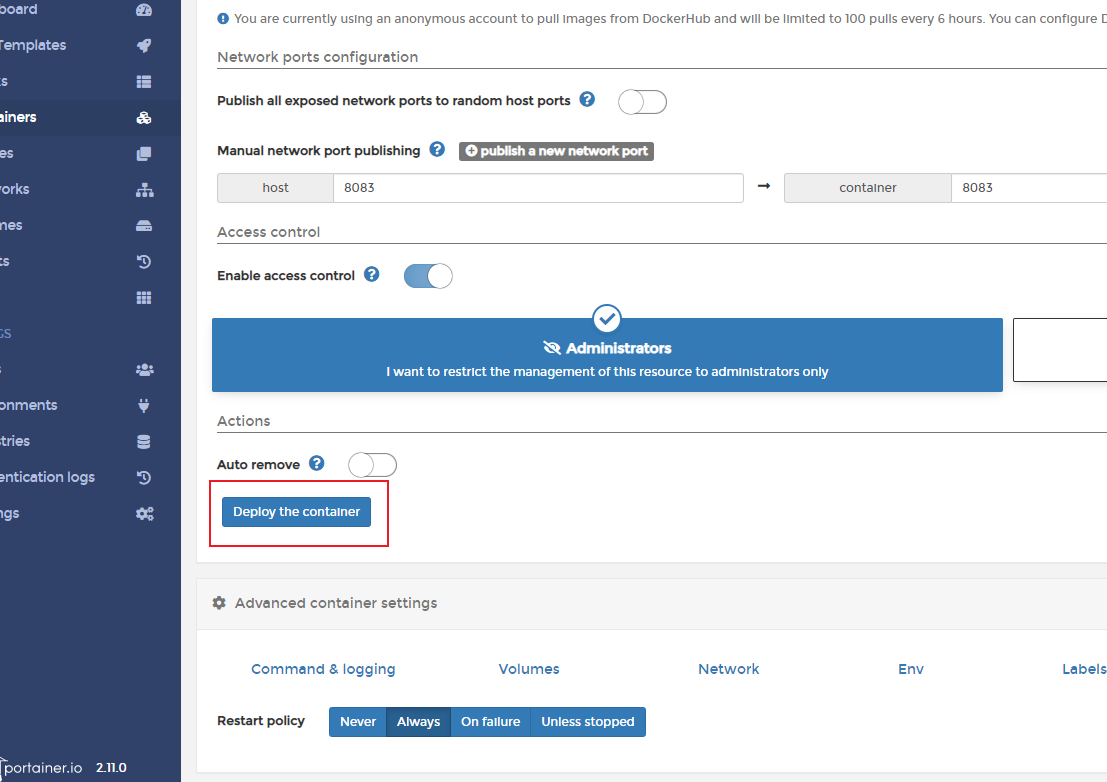 You are currently using an anonymous account to pull images from DockerHub and will be limited to 100 pulls every 6 hours. You can configure D
board
Templates
ks
ainers
es
vorks
mes
ts
GS
s
onments
stries
entication logs
ngs
portainer.io 2.11.0
Network ports configuration
Publish all exposed network ports to random host ports
Manual network port publishing publish a new network port
host 8083 → container 8083
Access control
Enable access control
Administrators
I want to restrict the management of this resource to administrators only
Actions
Auto remove
Deploy the container
Advanced container settings
Command & logging Volumes Network Env Labels
Restart policy Never Always On failure Unless stopped